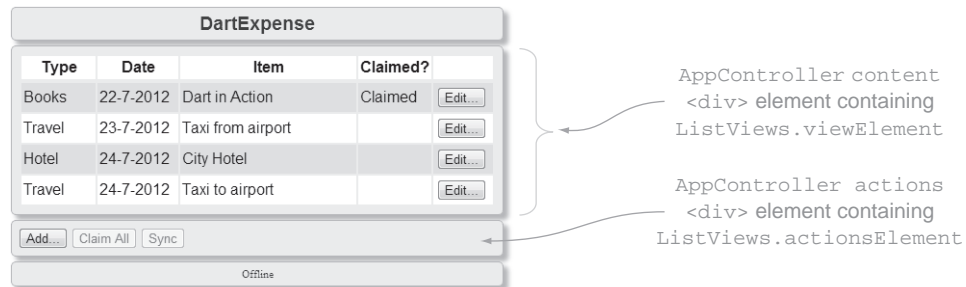 DartExpense
Type Date Item Claimed?
Books 22-7-2012 Dart in Action Claimed Edit...
Travel 23-7-2012 Taxi from airport Edit...
Hotel 24-7-2012 City Hotel Edit...
Travel 24-7-2012 Taxi to airport Edit...
Add... Claim All Sync
Offline
AppController content
<div> element containing
ListViews.viewElement
AppController actions
<div> element containing
ListViews.actionsElement